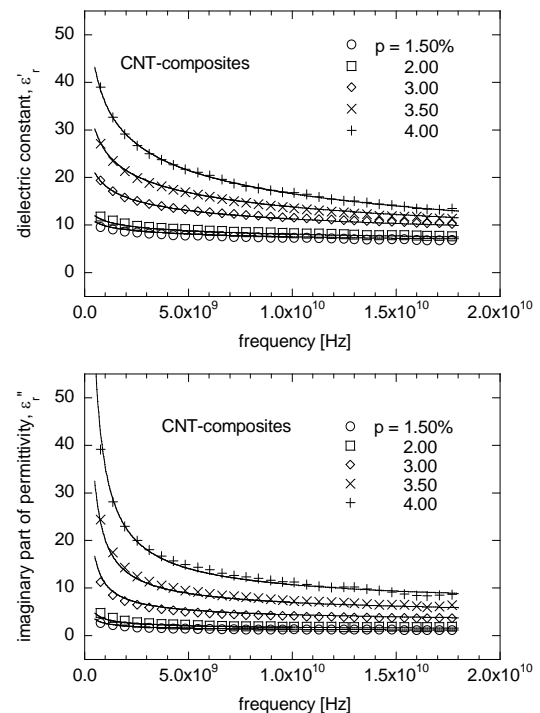 50
40
30
20
10
0
dielectric constant, ε'r
CNT-composites
p = 1.50%
2.00
3.00
3.50
4.00
0.0
5.0x10⁹
1.0x10¹⁰
1.5x10¹⁰
2.0x10¹⁰
frequency [Hz]
50
40
30
20
10
0
imaginary part of permittivity, ε"r
CNT-composites
p = 1.50%
2.00
3.00
3.50
4.00
0.0
5.0x10⁹
1.0x10¹⁰
1.5x10¹⁰
2.0x10¹⁰
frequency [Hz]